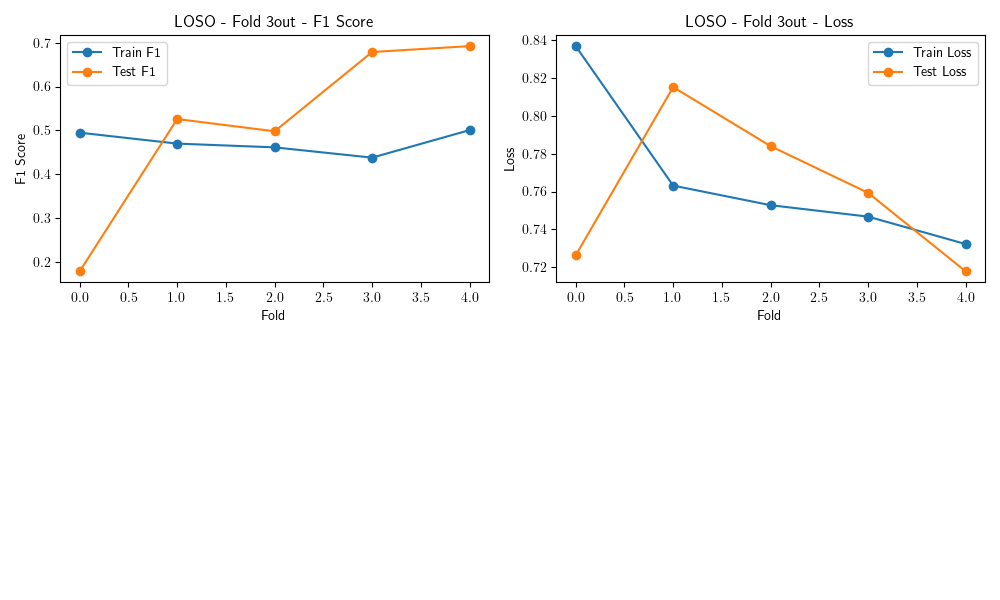 LOSO - Fold 3out - F1 Score
F1 Score
0.7
0.6
0.5
0.4
0.3
0.2
Train F1
Test F1
0.0 0.5 1.0 1.5 2.0 2.5 3.0 3.5 4.0
Fold
LOSO - Fold 3out - Loss
Loss
0.84
0.82
0.80
0.78
0.76
0.74
0.72
Train Loss
Test Loss
0.0 0.5 1.0 1.5 2.0 2.5 3.0 3.5 4.0
Fold